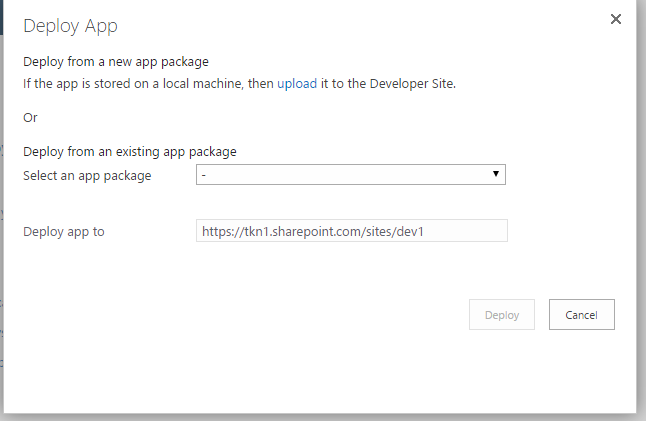 Deploy App
Deploy from a new app package
If the app is stored on a local machine, then upload it to the Developer Site.
Or
Deploy from an existing app package
Select an app package -
Deploy app to https://tkn1.sharepoint.com/sites/dev1
Deploy Cancel